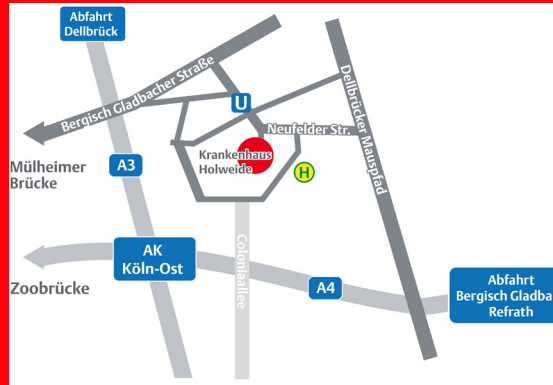 Abfahrt
Dellbrück
Bergisch Gladbacher Straße
U
Dellbrücker Mauspfad
Neufelder Str.
Mülheimer
Brücke
A3
Krankenhaus
Holweide
H
AK
Köln-Ost
Coloniaallee
Zoobrücke
A4
Abfahrt
Bergisch Gladba
Refrath